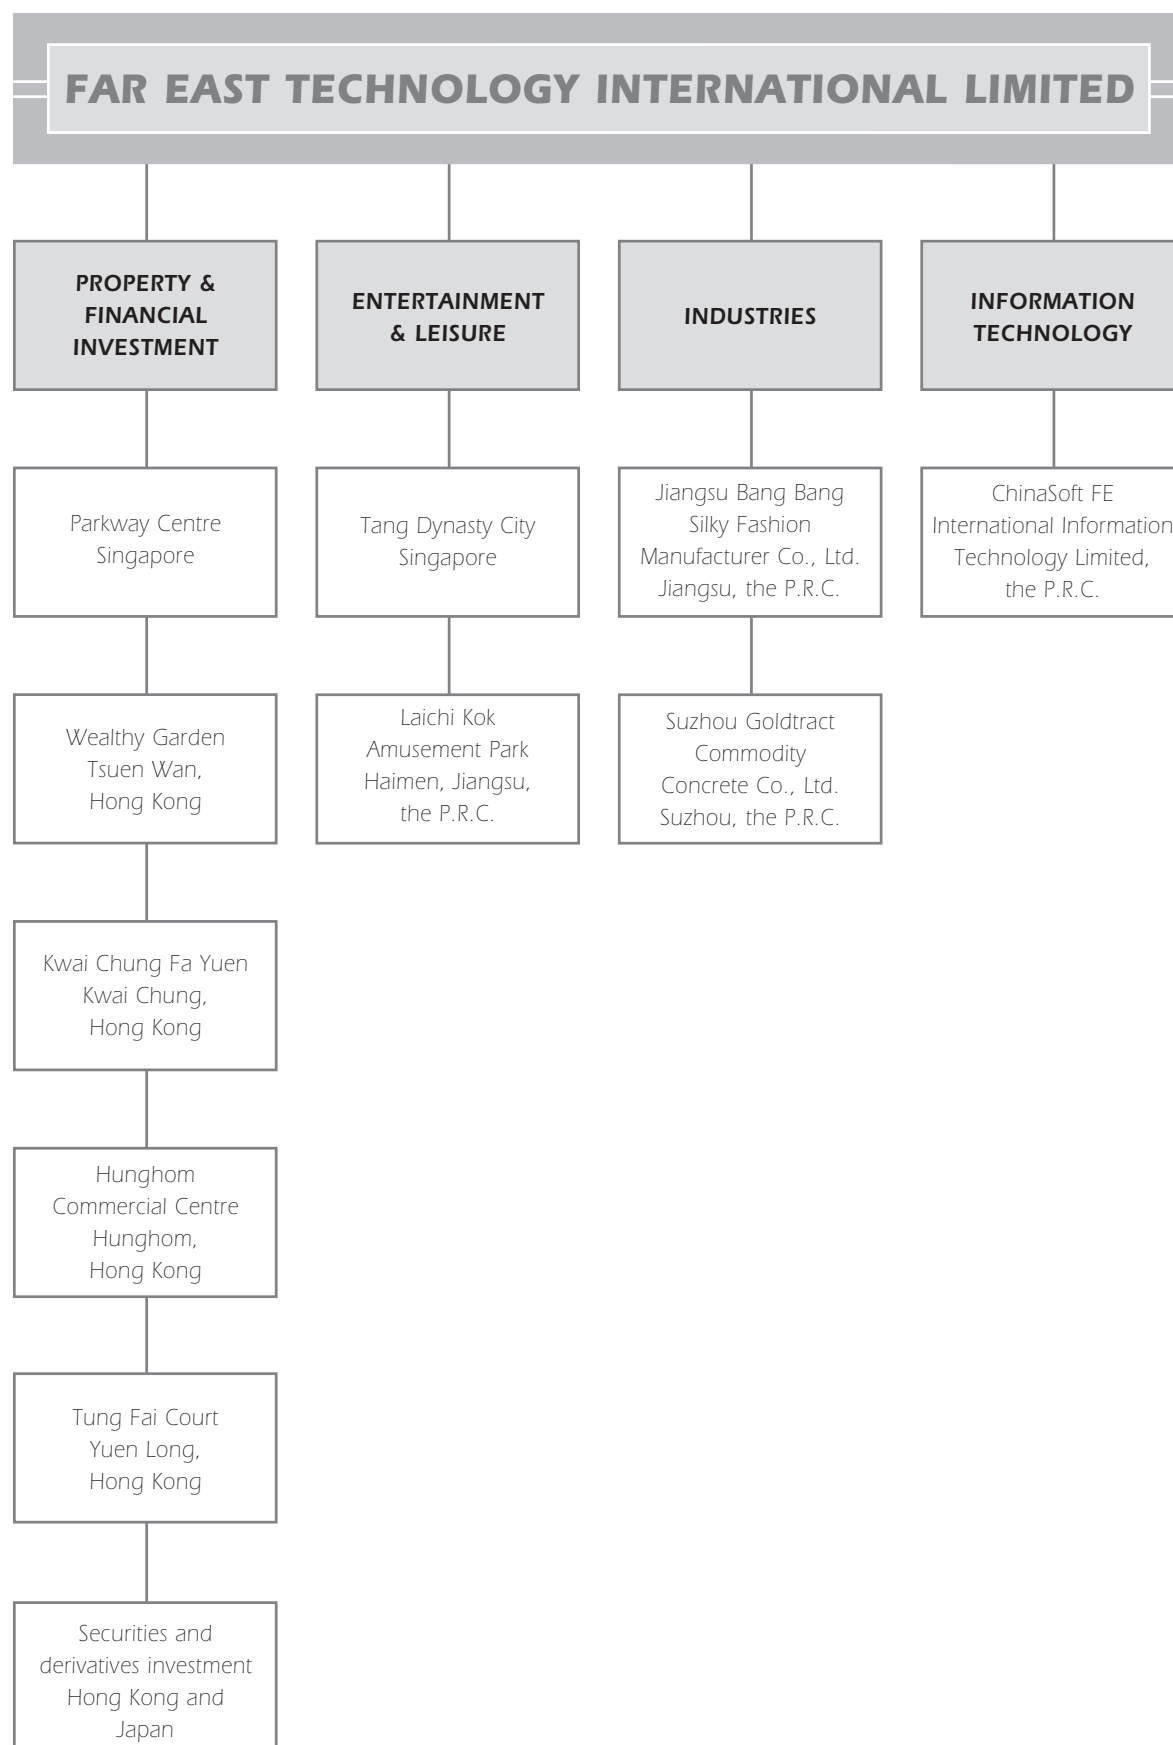 FAR EAST TECHNOLOGY INTERNATIONAL LIMITED
PROPERTY &
FINANCIAL
INVESTMENT
Parkway Centre
Singapore
Wealthy Garden
Tsuen Wan,
Hong Kong
Kwai Chung Fa Yuen
Kwai Chung,
Hong Kong
Hunghom
Commercial Centre
Hunghom,
Hong Kong
Tung Fai Court
Yuen Long,
Hong Kong
Securities and
derivatives investment
Hong Kong and
Japan
ENTERTAINMENT
& LEISURE
Tang Dynasty City
Singapore
Laichi Kok
Amusement Park
Haimen, Jiangsu,
the P.R.C.
INDUSTRIES
Jiangsu Bang Bang
Silky Fashion
Manufacturer Co., Ltd.
Jiangsu, the P.R.C.
Suzhou Goldtract
Commodity
Concrete Co., Ltd.
Suzhou, the P.R.C.
INFORMATION
TECHNOLOGY
ChinaSoft FE
International Information
Technology Limited,
the P.R.C.